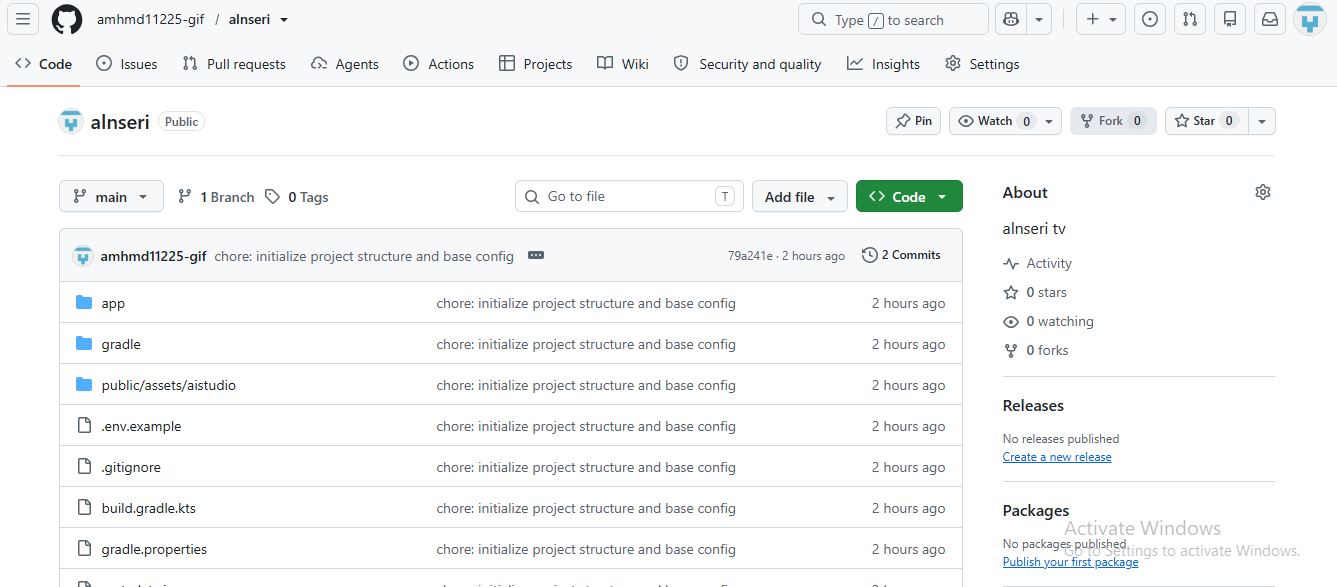 amhmd11225-gif / alnseri
Type / to search
Code
Issues
Pull requests
Agents
Actions
Projects
Wiki
Security and quality
Insights
Settings
alnseri Public
Pin
Watch 0
Fork 0
Star 0
main
1 Branch
0 Tags
Go to file T
Add file
Code
amhmd11225-gif chore: initialize project structure and base config 79a241e · 2 hours ago 2 Commits
app chore: initialize project structure and base config 2 hours ago
gradle chore: initialize project structure and base config 2 hours ago
public/assets/aistudio chore: initialize project structure and base config 2 hours ago
.env.example chore: initialize project structure and base config 2 hours ago
.gitignore chore: initialize project structure and base config 2 hours ago
build.gradle.kts chore: initialize project structure and base config 2 hours ago
gradle.properties chore: initialize project structure and base config 2 hours ago
About
alnseri tv
Activity
0 stars
0 watching
0 forks
Releases
No releases published
Create a new release
Packages
No packages published
Publish your first package
Activate Windows
Go to Settings to activate Windows.